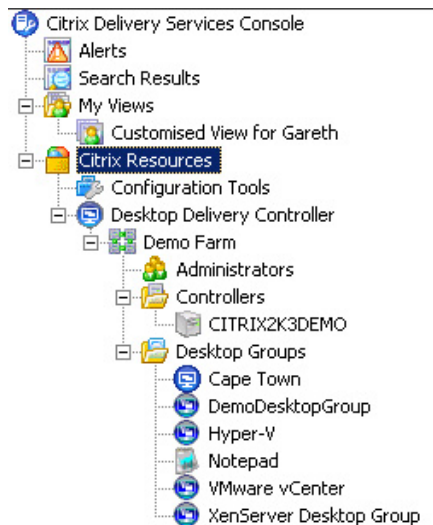 Citrix Delivery Services Console
Alerts
Search Results
My Views
Customised View for Gareth
Citrix Resources
Configuration Tools
Desktop Delivery Controller
Demo Farm
Administrators
Controllers
CITRIX2K3DEMO
Desktop Groups
Cape Town
DemoDesktopGroup
Hyper-V
Notepad
VMware vCenter
XenServer Desktop Group